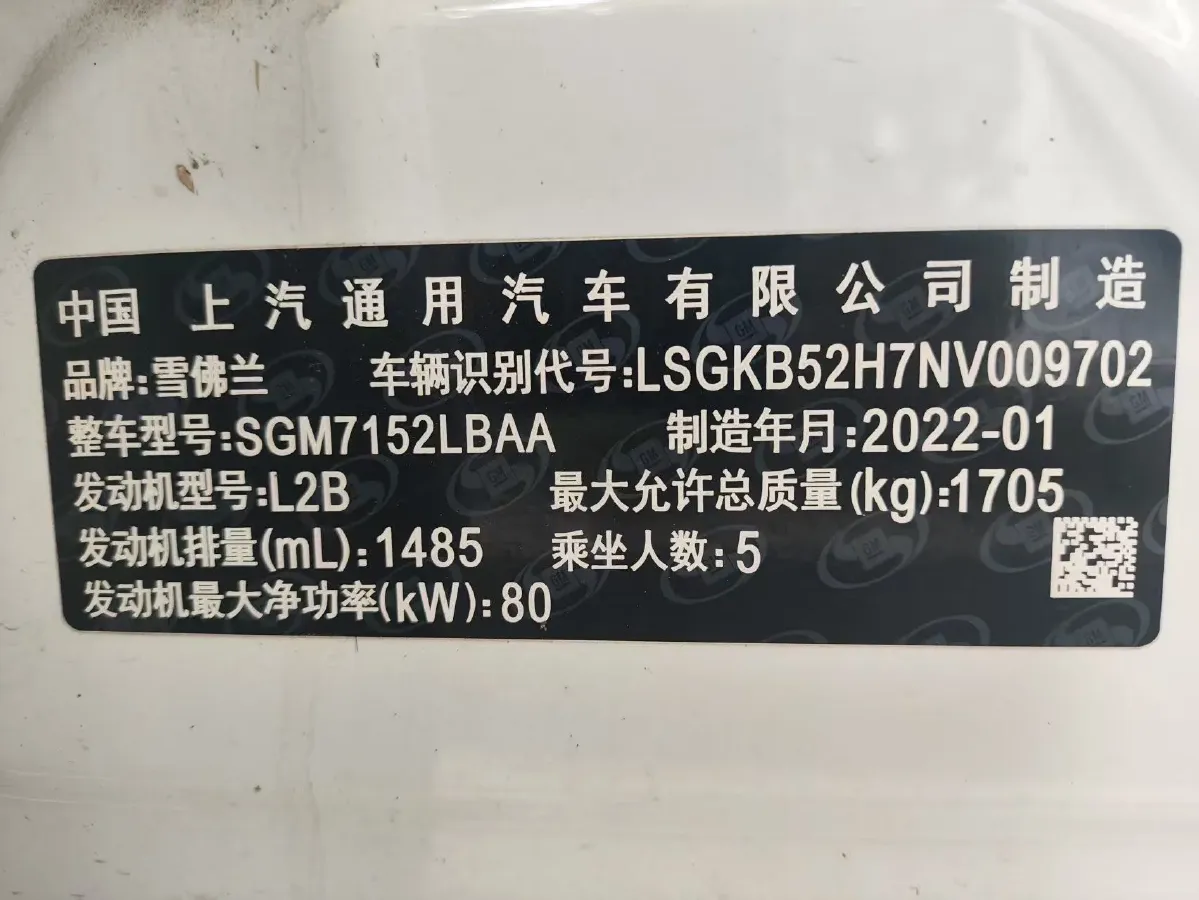 中国 上汽通用汽车有限公司制造
品牌:雪佛兰 车辆识别代号:LSGKB52H7NV009702
整车型号:SGM7152LBAA 制造年月:2022-01
发动机型号:L2B 最大允许总质量(kg):1705
发动机排量(mL):1485 乘坐人数:5
发动机最大净功率(kW):80